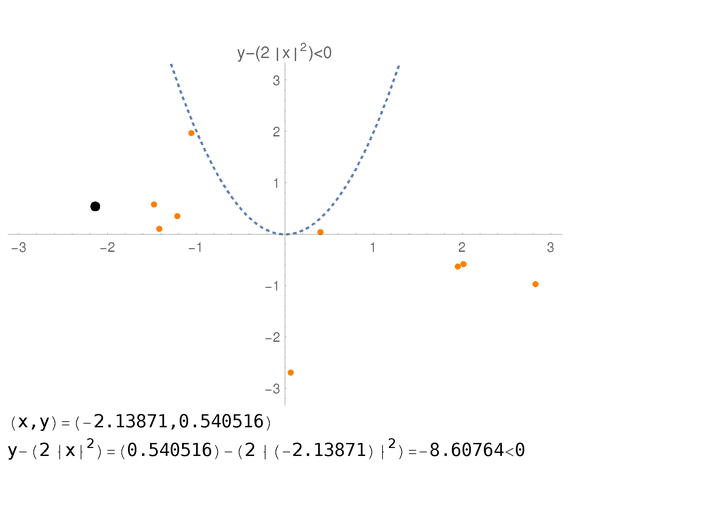 y−(2 |x|²)<0
3
2
1
−3 −2 −1 1 2 3
−1
−2
−3
(x,y)=(−2.13871,0.540516)
y−(2 |x|²)=(0.540516)−(2 |(−2.13871)|²)=−8.60764<0